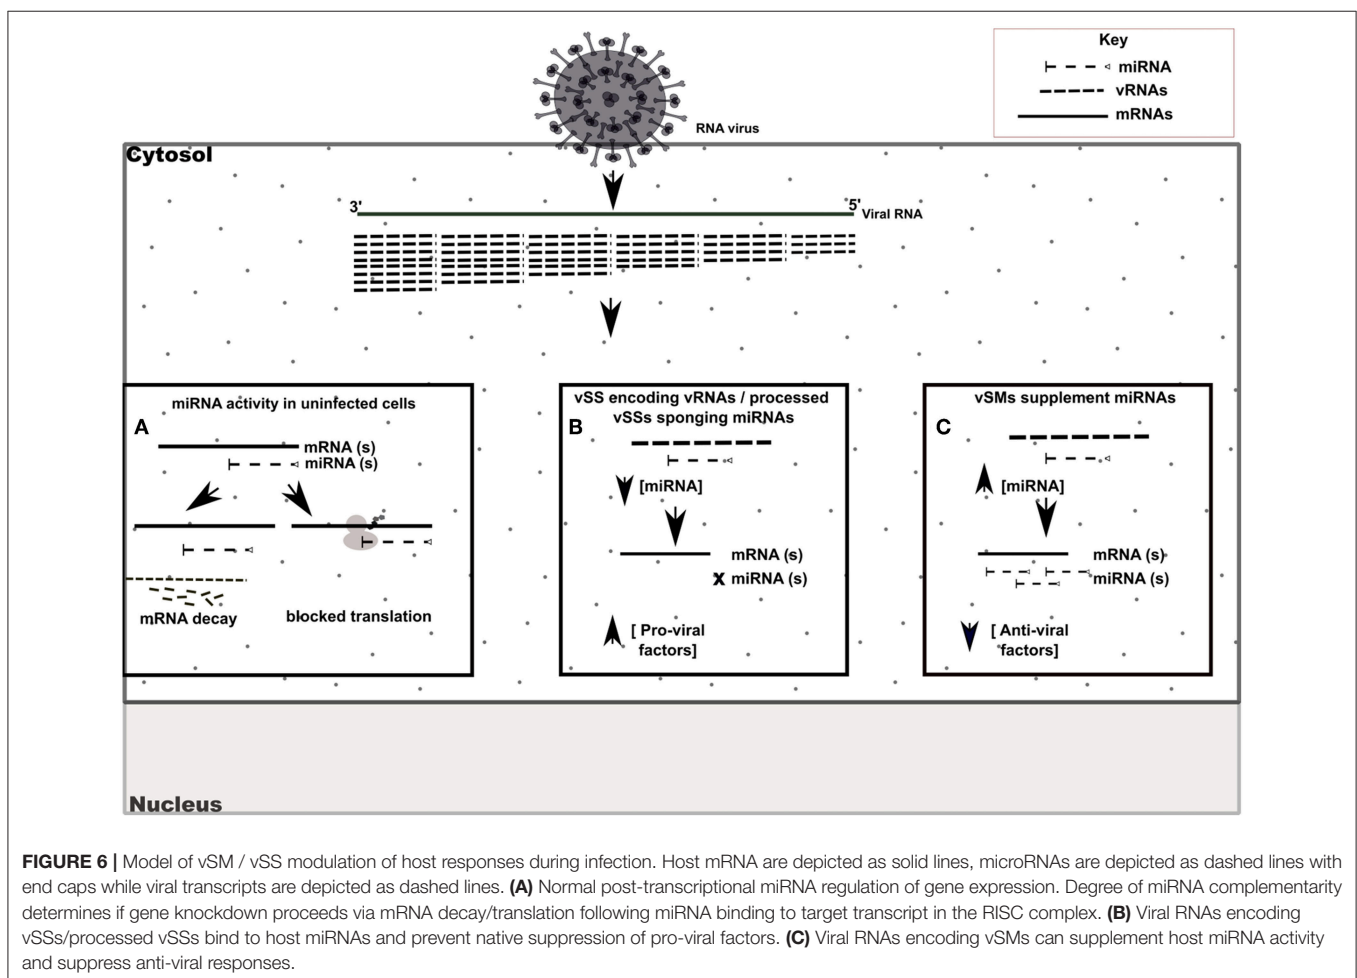 Key
miRNA
vRNAs
mRNAs
RNA virus
Cytosol
3'
5'
Viral RNA
miRNA activity in uninfected cells
A
mRNA (s)
miRNA (s)
mRNA decay
blocked translation
vSS encoding vRNAs / processed
vSSs sponging miRNAs
B
[miRNA]
mRNA (s)
X miRNA (s)
[ Pro-viral
factors]
vSMs supplement miRNAs
C
[miRNA]
mRNA (s)
miRNA (s)
[ Anti-viral
factors]
Nucleus
FIGURE 6 | Model of vSM / vSS modulation of host responses during infection. Host mRNA are depicted as solid lines, microRNAs are depicted as dashed lines with
end caps while viral transcripts are depicted as dashed lines. (A) Normal post-transcriptional miRNA regulation of gene expression. Degree of miRNA complementarity
determines if gene knockdown proceeds via mRNA decay/translation following miRNA binding to target transcript in the RISC complex. (B) Viral RNAs encoding
vSSs/processed vSSs bind to host miRNAs and prevent native suppression of pro-viral factors. (C) Viral RNAs encoding vSMs can supplement host miRNA activity
and suppress anti-viral responses.